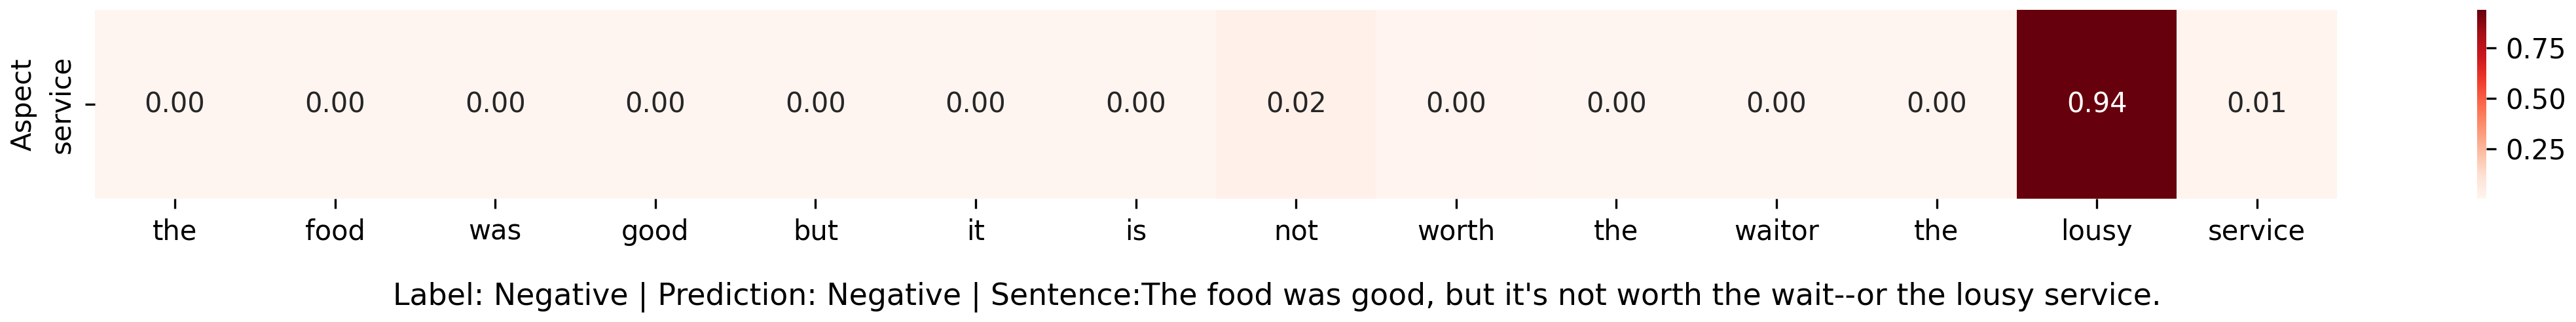 Aspect
service
0.00 0.00 0.00 0.00 0.00 0.00 0.00 0.02 0.00 0.00 0.00 0.00 0.94 0.01
the food was good but it is not worth the waitor the lousy service
0.75
0.50
0.25
Label: Negative | Prediction: Negative | Sentence:The food was good, but it's not worth the wait--or the lousy service.